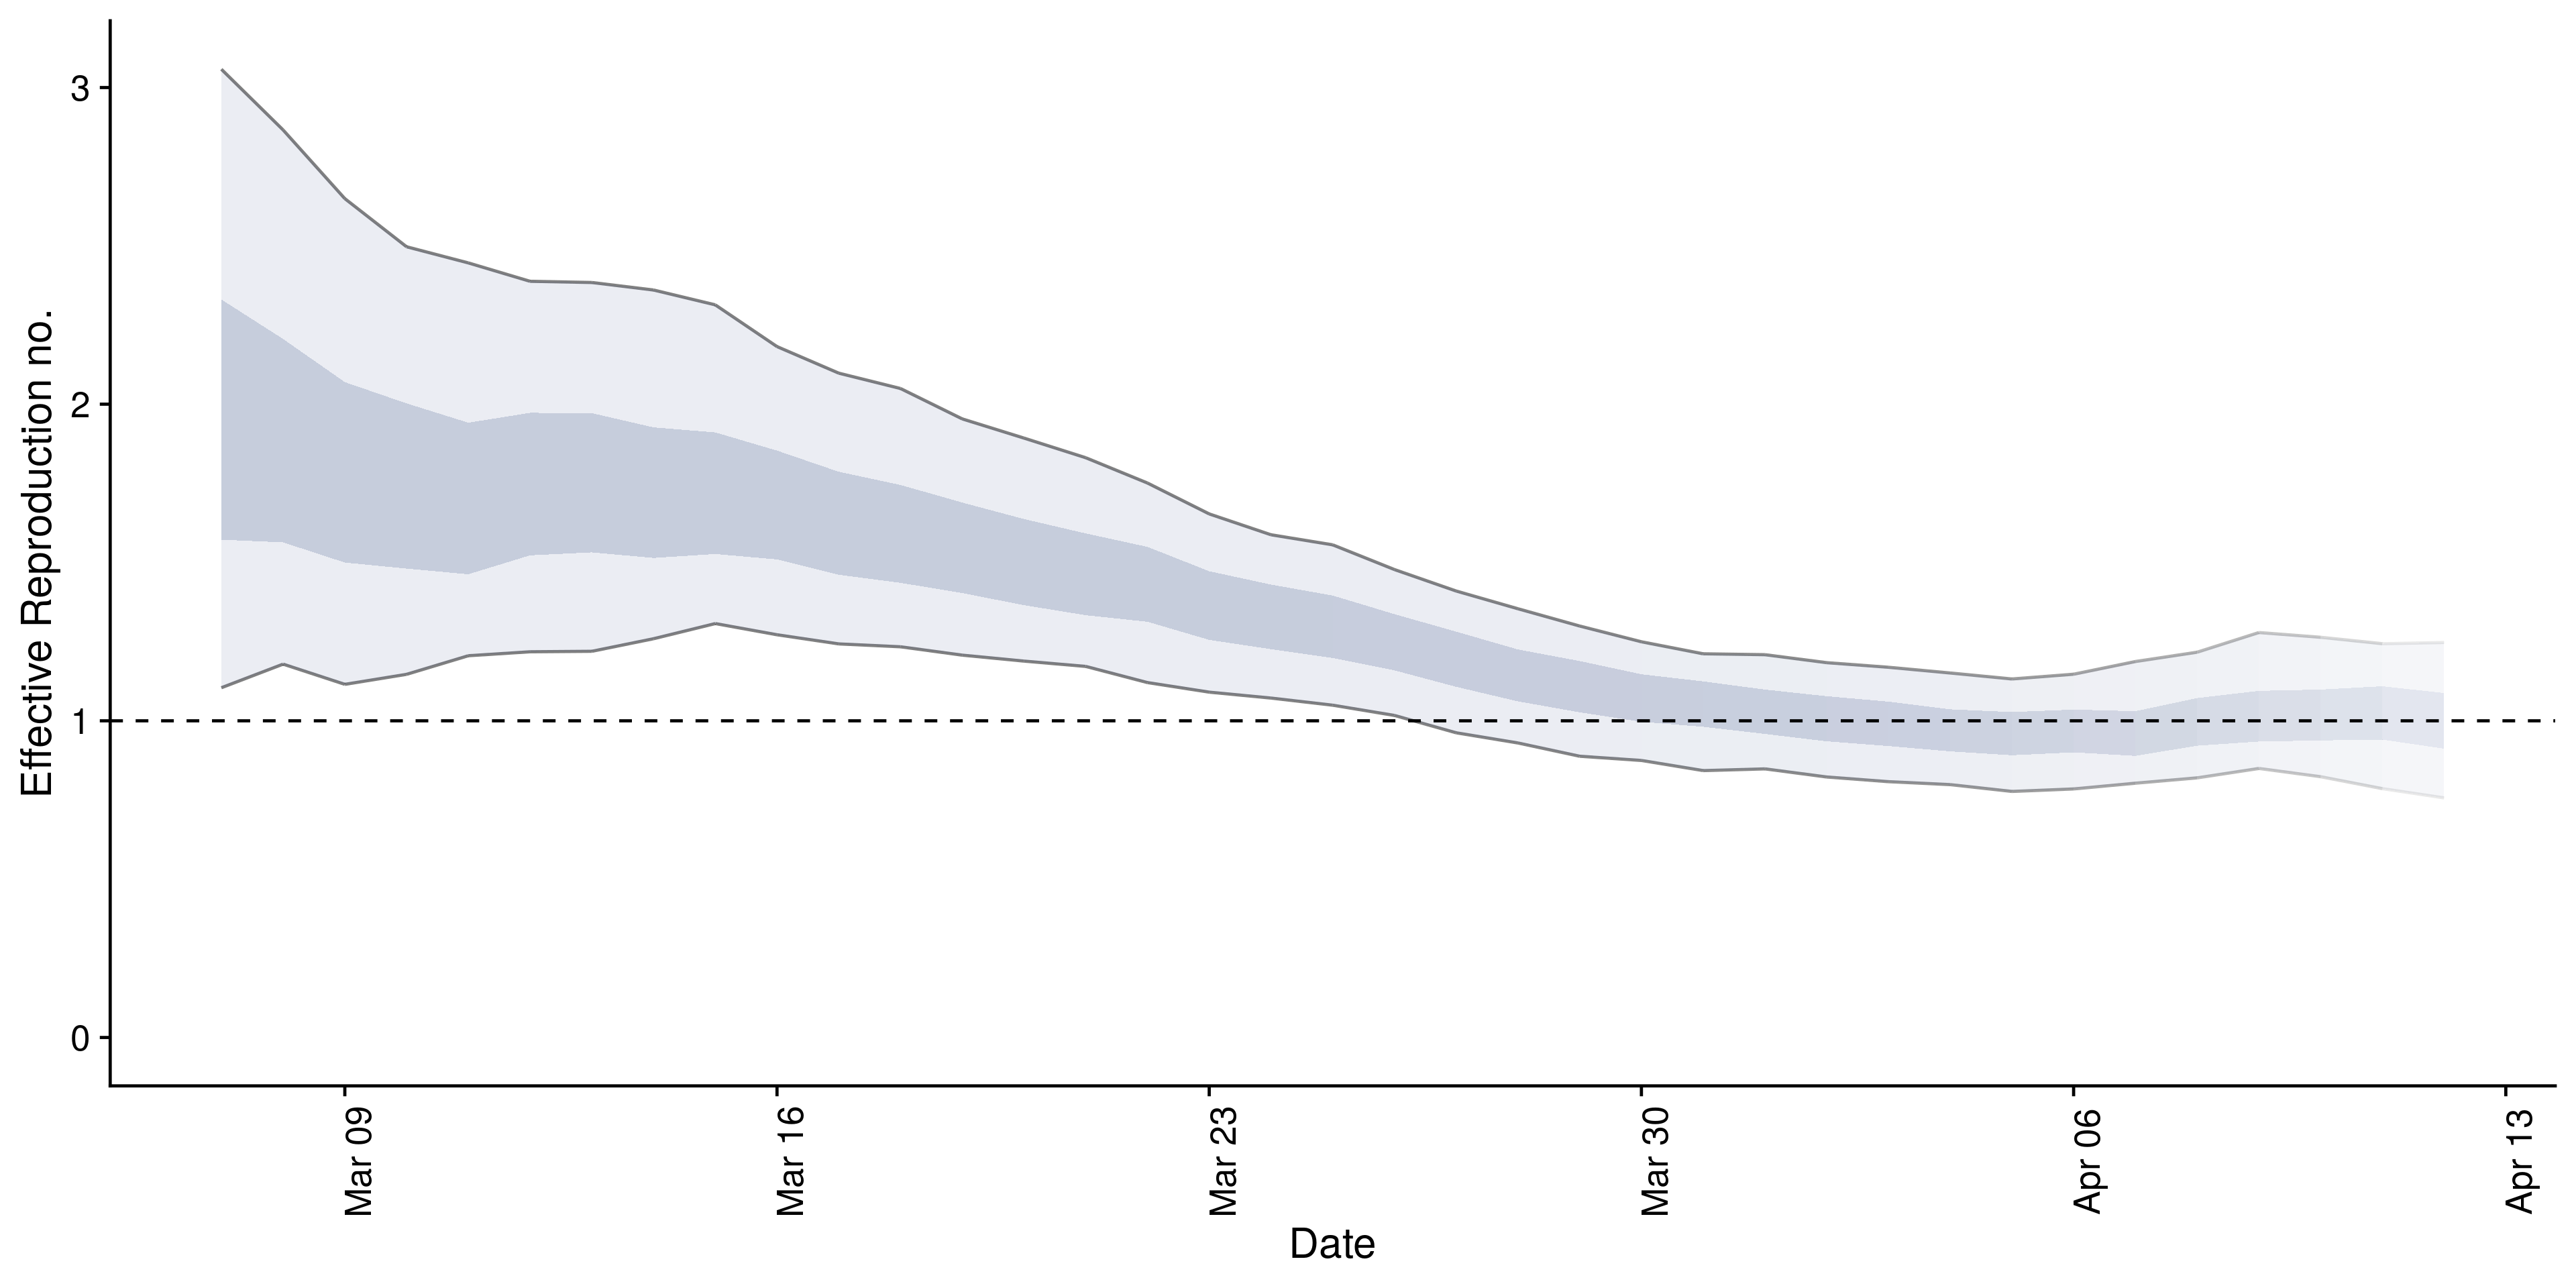 Effective Reproduction no.
3
2
1
0
Mar 09
Mar 16
Mar 23
Mar 30
Apr 06
Apr 13
Date